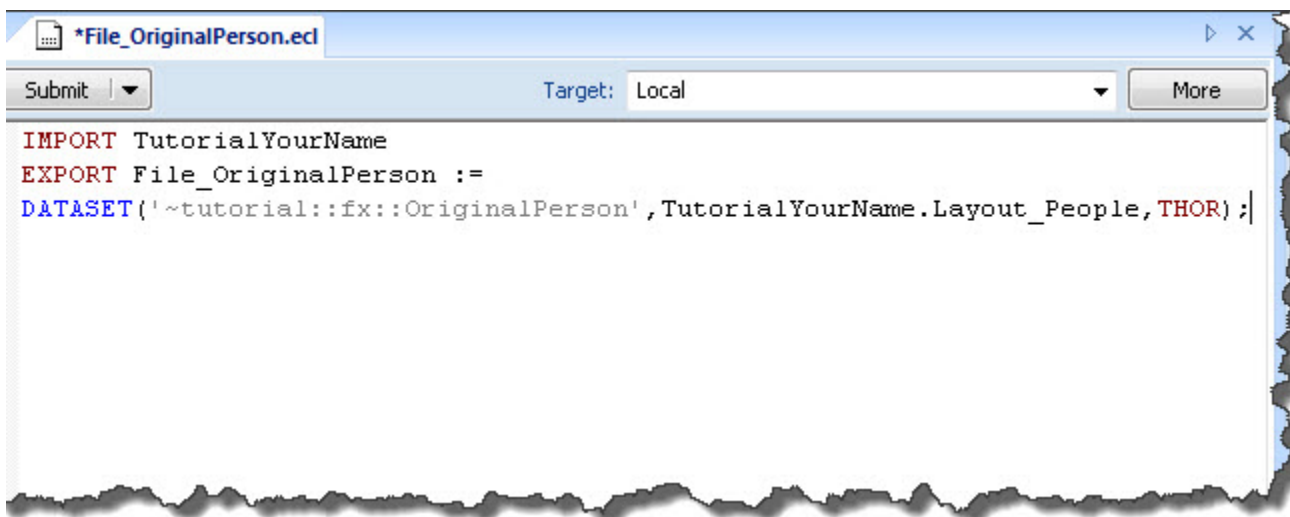 *File_OriginalPerson.ecl
Submit Target: Local More
IMPORT TutorialYourName
EXPORT File_OriginalPerson :=
DATASET('~tutorial::fx::OriginalPerson',TutorialYourName.Layout_People,THOR);